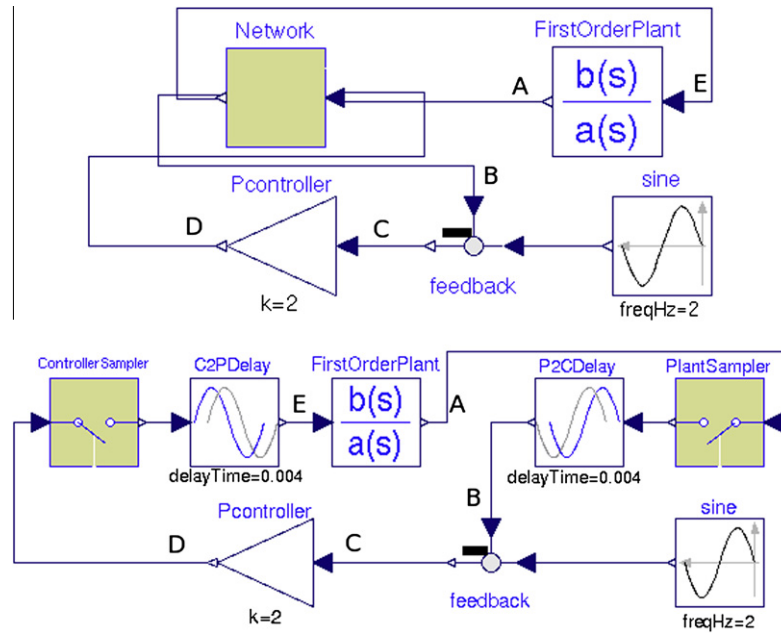 Network
FirstOrderPlant
A
b(s)
a(s)
E
B
Pcontroller
sine
D
C
feedback
k=2
freqHz=2
ControllerSampler
C2PDelay
FirstOrderPlant
P2CDelay
PlantSampler
E
b(s)
a(s)
A
delayTime=0.004
delayTime=0.004
B
Pcontroller
sine
D
C
feedback
k=2
freqHz=2